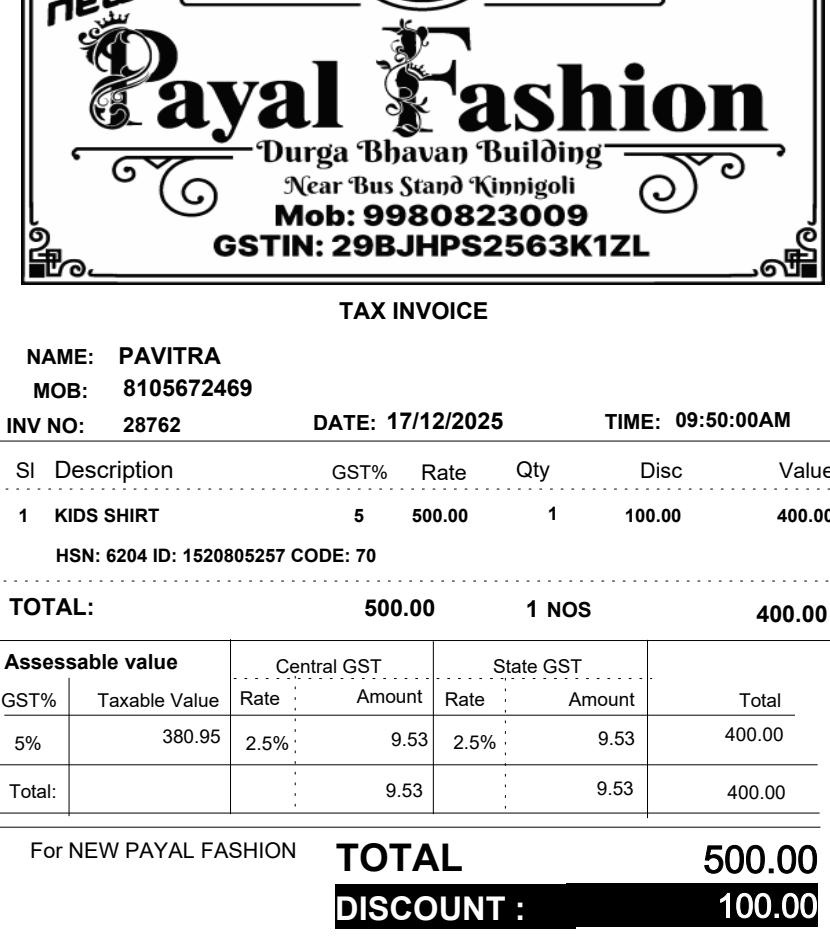 new
Payal Fashion
Durga Bhavan Building
Near Bus Stand Kinnigoli
Mob: 9980823009
GSTIN: 29BJHPS2563K1ZL
TAX INVOICE
NAME: PAVITRA
MOB: 8105672469
INV NO: 28762 DATE: 17/12/2025 TIME: 09:50:00AM
Sl Description GST% Rate Qty Disc Value
1 KIDS SHIRT 5 500.00 1 100.00 400.00
HSN: 6204 ID: 1520805257 CODE: 70
TOTAL: 500.00 1 NOS 400.00
Assessable value Central GST State GST
GST% Taxable Value Rate Amount Rate Amount Total
5% 380.95 2.5% 9.53 2.5% 9.53 400.00
Total: 9.53 9.53 400.00
For NEW PAYAL FASHION TOTAL 500.00
DISCOUNT : 100.00